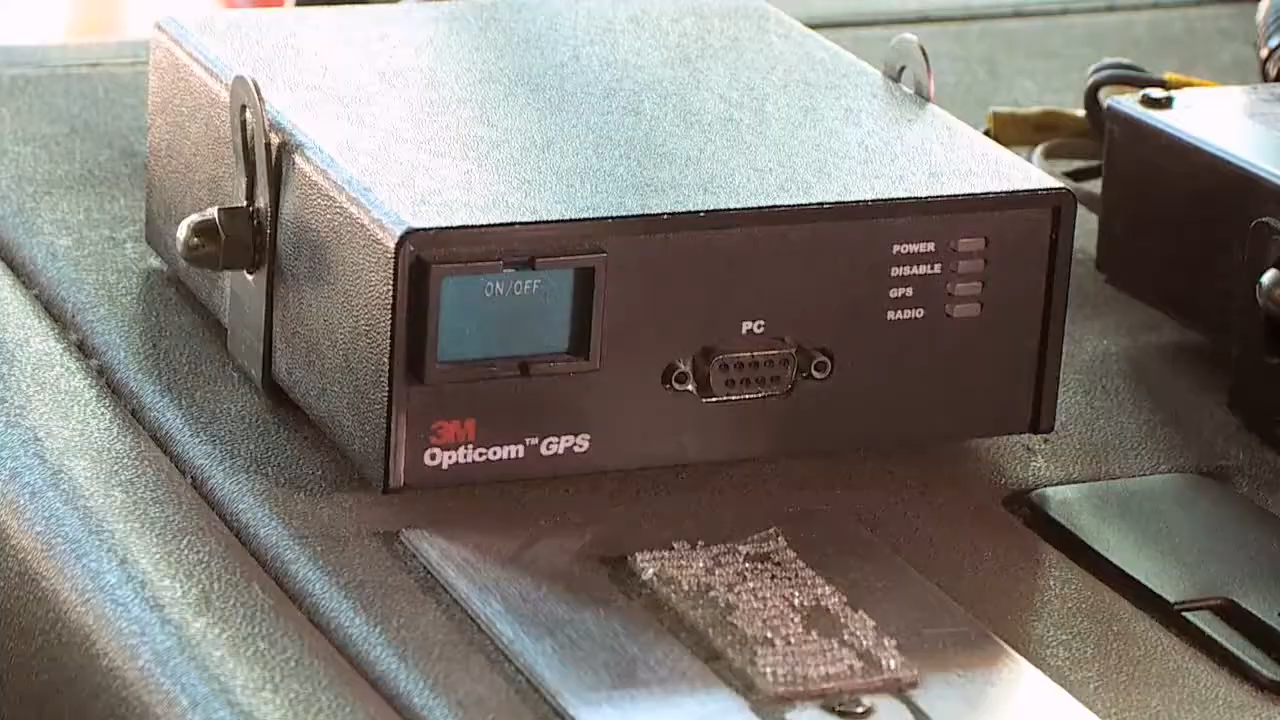 ON/OFF
POWER
DISABLE
GPS
RADIO
PC
3M
Opticom™ GPS